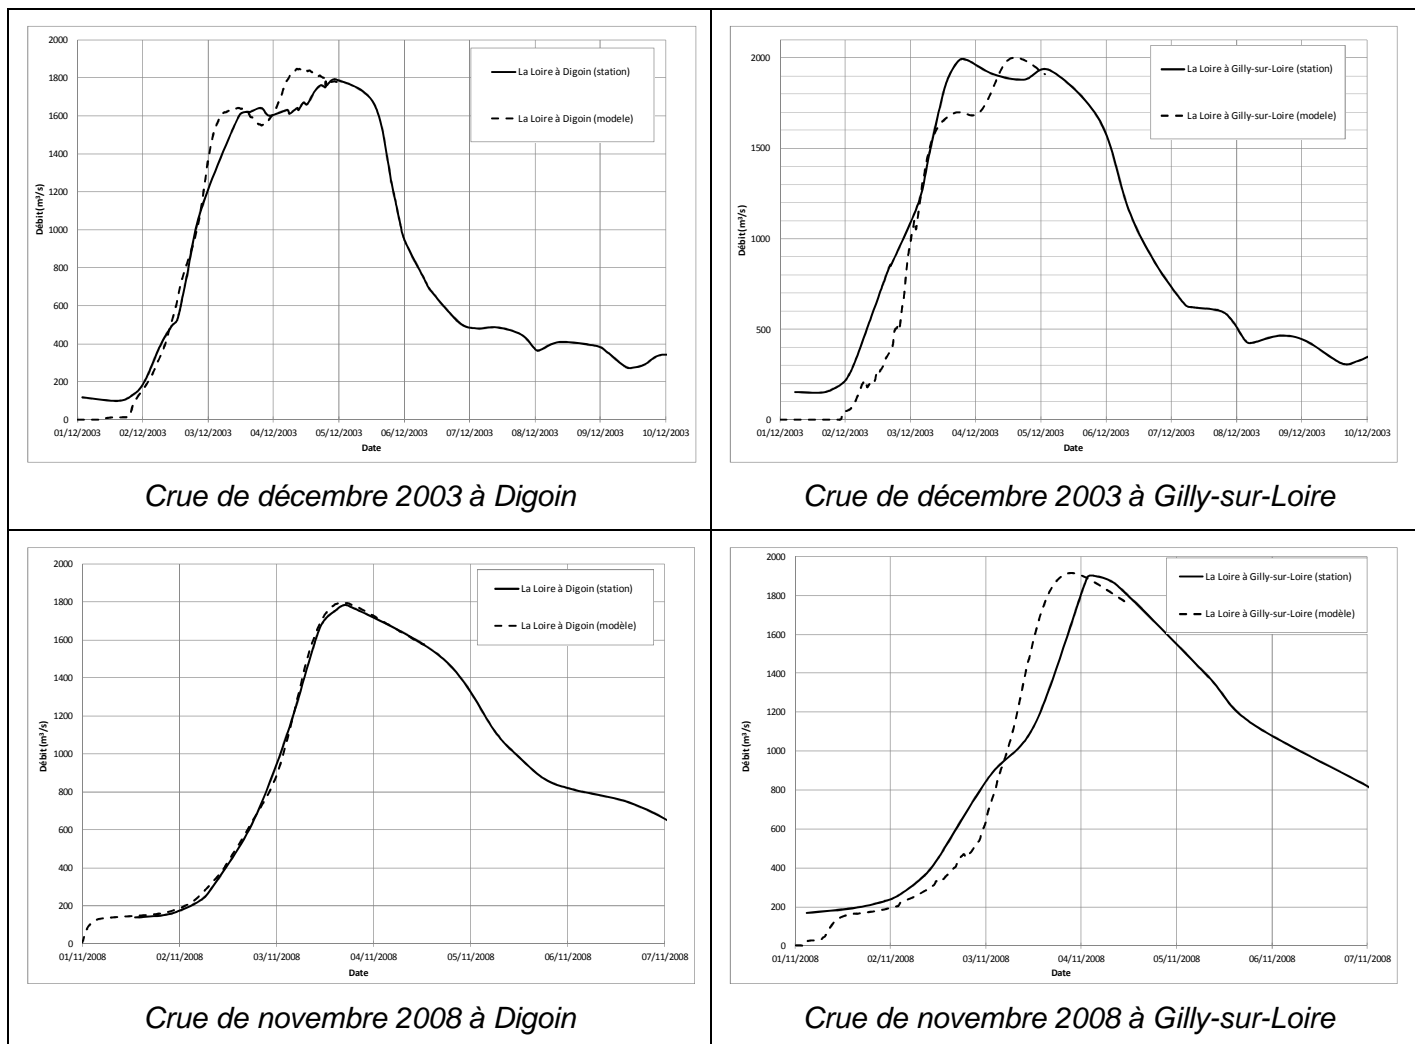 2000
1800
1600
1400
1200
1000
800
600
400
200
0
Débit (m³/s)
La Loire à Digoin (station)
La Loire à Digoin (modele)
01/12/2003 02/12/2003 03/12/2003 04/12/2003 05/12/2003 06/12/2003 07/12/2003 08/12/2003 09/12/2003 10/12/2003
Date
Crue de décembre 2003 à Digoin
2000
1500
1000
500
0
Débit (m³/s)
La Loire à Gilly-sur-Loire (station)
La Loire à Gilly-sur-Loire (modele)
01/12/2003 02/12/2003 03/12/2003 04/12/2003 05/12/2003 06/12/2003 07/12/2003 08/12/2003 09/12/2003 10/12/2003
Date
Crue de décembre 2003 à Gilly-sur-Loire
2000
1800
1600
1400
1200
1000
800
600
400
200
0
Débit (m³/s)
La Loire à Digoin (station)
La Loire à Digoin (modèle)
01/11/2008 02/11/2008 03/11/2008 04/11/2008 05/11/2008 06/11/2008 07/11/2008
Date
Crue de novembre 2008 à Digoin
2000
1800
1600
1400
1200
1000
800
600
400
200
0
Débit (m³/s)
La Loire à Gilly-sur-Loire (station)
La Loire à Gilly-sur-Loire (modèle)
01/11/2008 02/11/2008 03/11/2008 04/11/2008 05/11/2008 06/11/2008 07/11/2008
Date
Crue de novembre 2008 à Gilly-sur-Loire